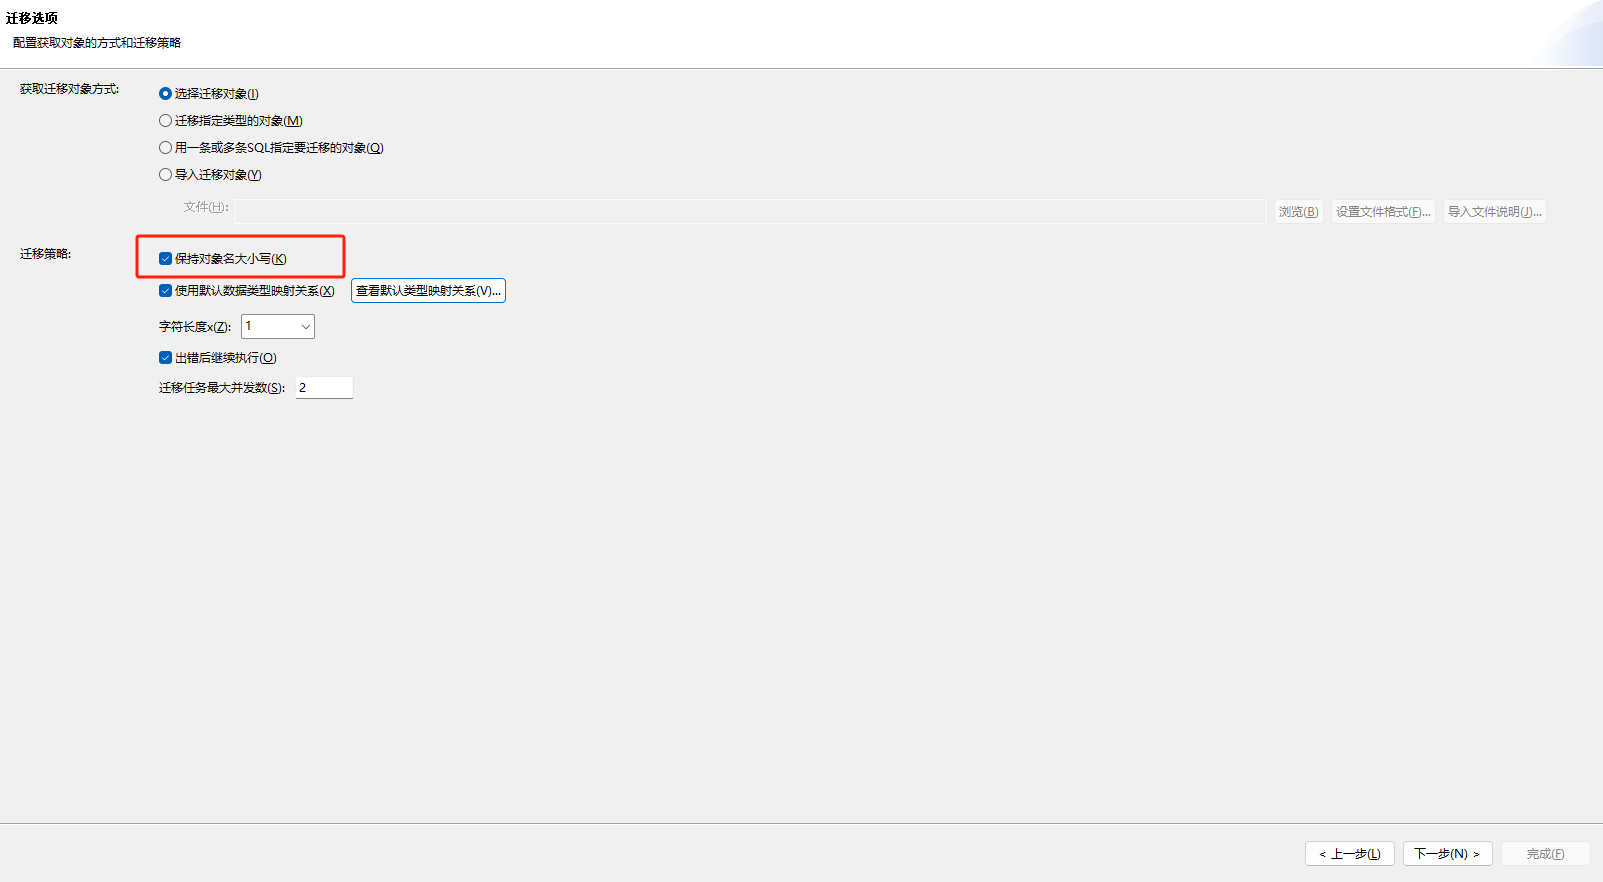 迁移选项
配置获取对象的方式和迁移策略
获取迁移对象方式:
选择迁移对象(I)
迁移指定类型的对象(M)
用一条或多条SQL指定要迁移的对象(Q)
导入迁移对象(Y)
文件(H): 浏览(B) 设置文件格式(F)... 导入文件说明(J)...
迁移策略:
保持对象名大小写(K)
使用默认数据类型映射关系(X) 查看默认类型映射关系(V)...
字符长度x(Z): 1
出错后继续执行(O)
迁移任务最大并发数(S): 2
< 上一步(L) 下一步(N) > 完成(F)